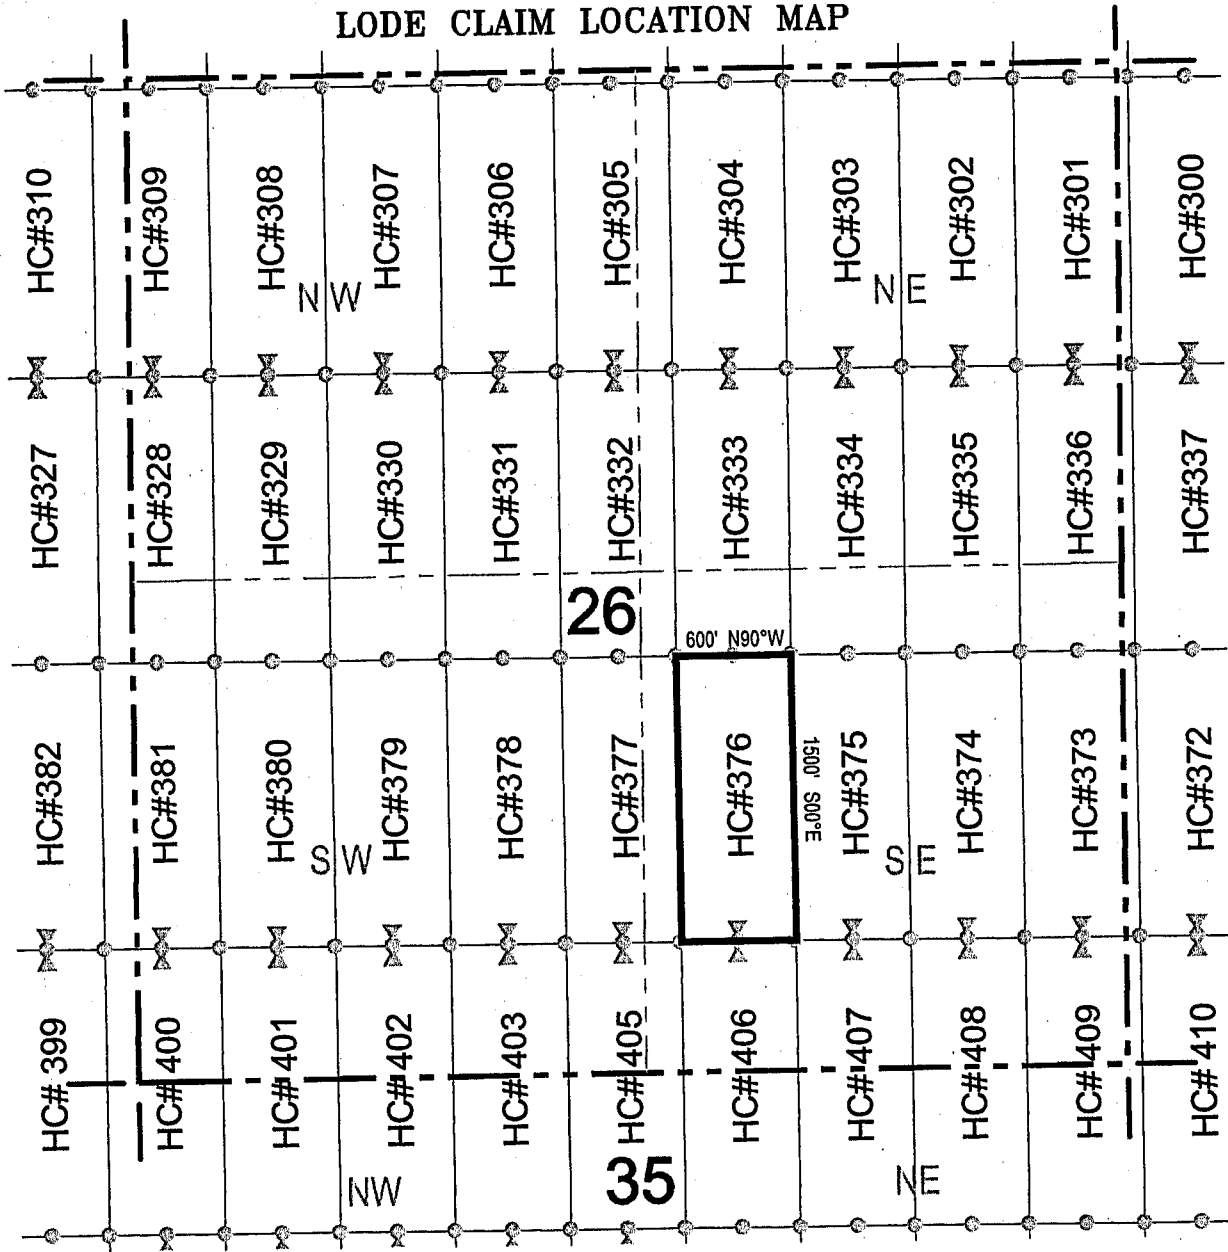 LODE CLAIM LOCATION MAP
HC#310
HC#309
HC#308
HC#307
HC#306
HC#305
HC#304
HC#303
HC#302
HC#301
HC#300
NW
NE
HC#327
HC#328
HC#329
HC#330
HC#331
HC#332
HC#333
HC#334
HC#335
HC#336
HC#337
26
600' N90°W
HC#382
HC#381
HC#380
HC#379
HC#378
HC#377
HC#376
1500' S00°E
HC#375
HC#374
HC#373
HC#372
SW
SE
HC# 399
HC# 400
HC# 401
HC# 402
HC# 403
HC# 405
HC# 406
HC# 407
HC# 408
HC# 409
HC# 410
NW
35
NE